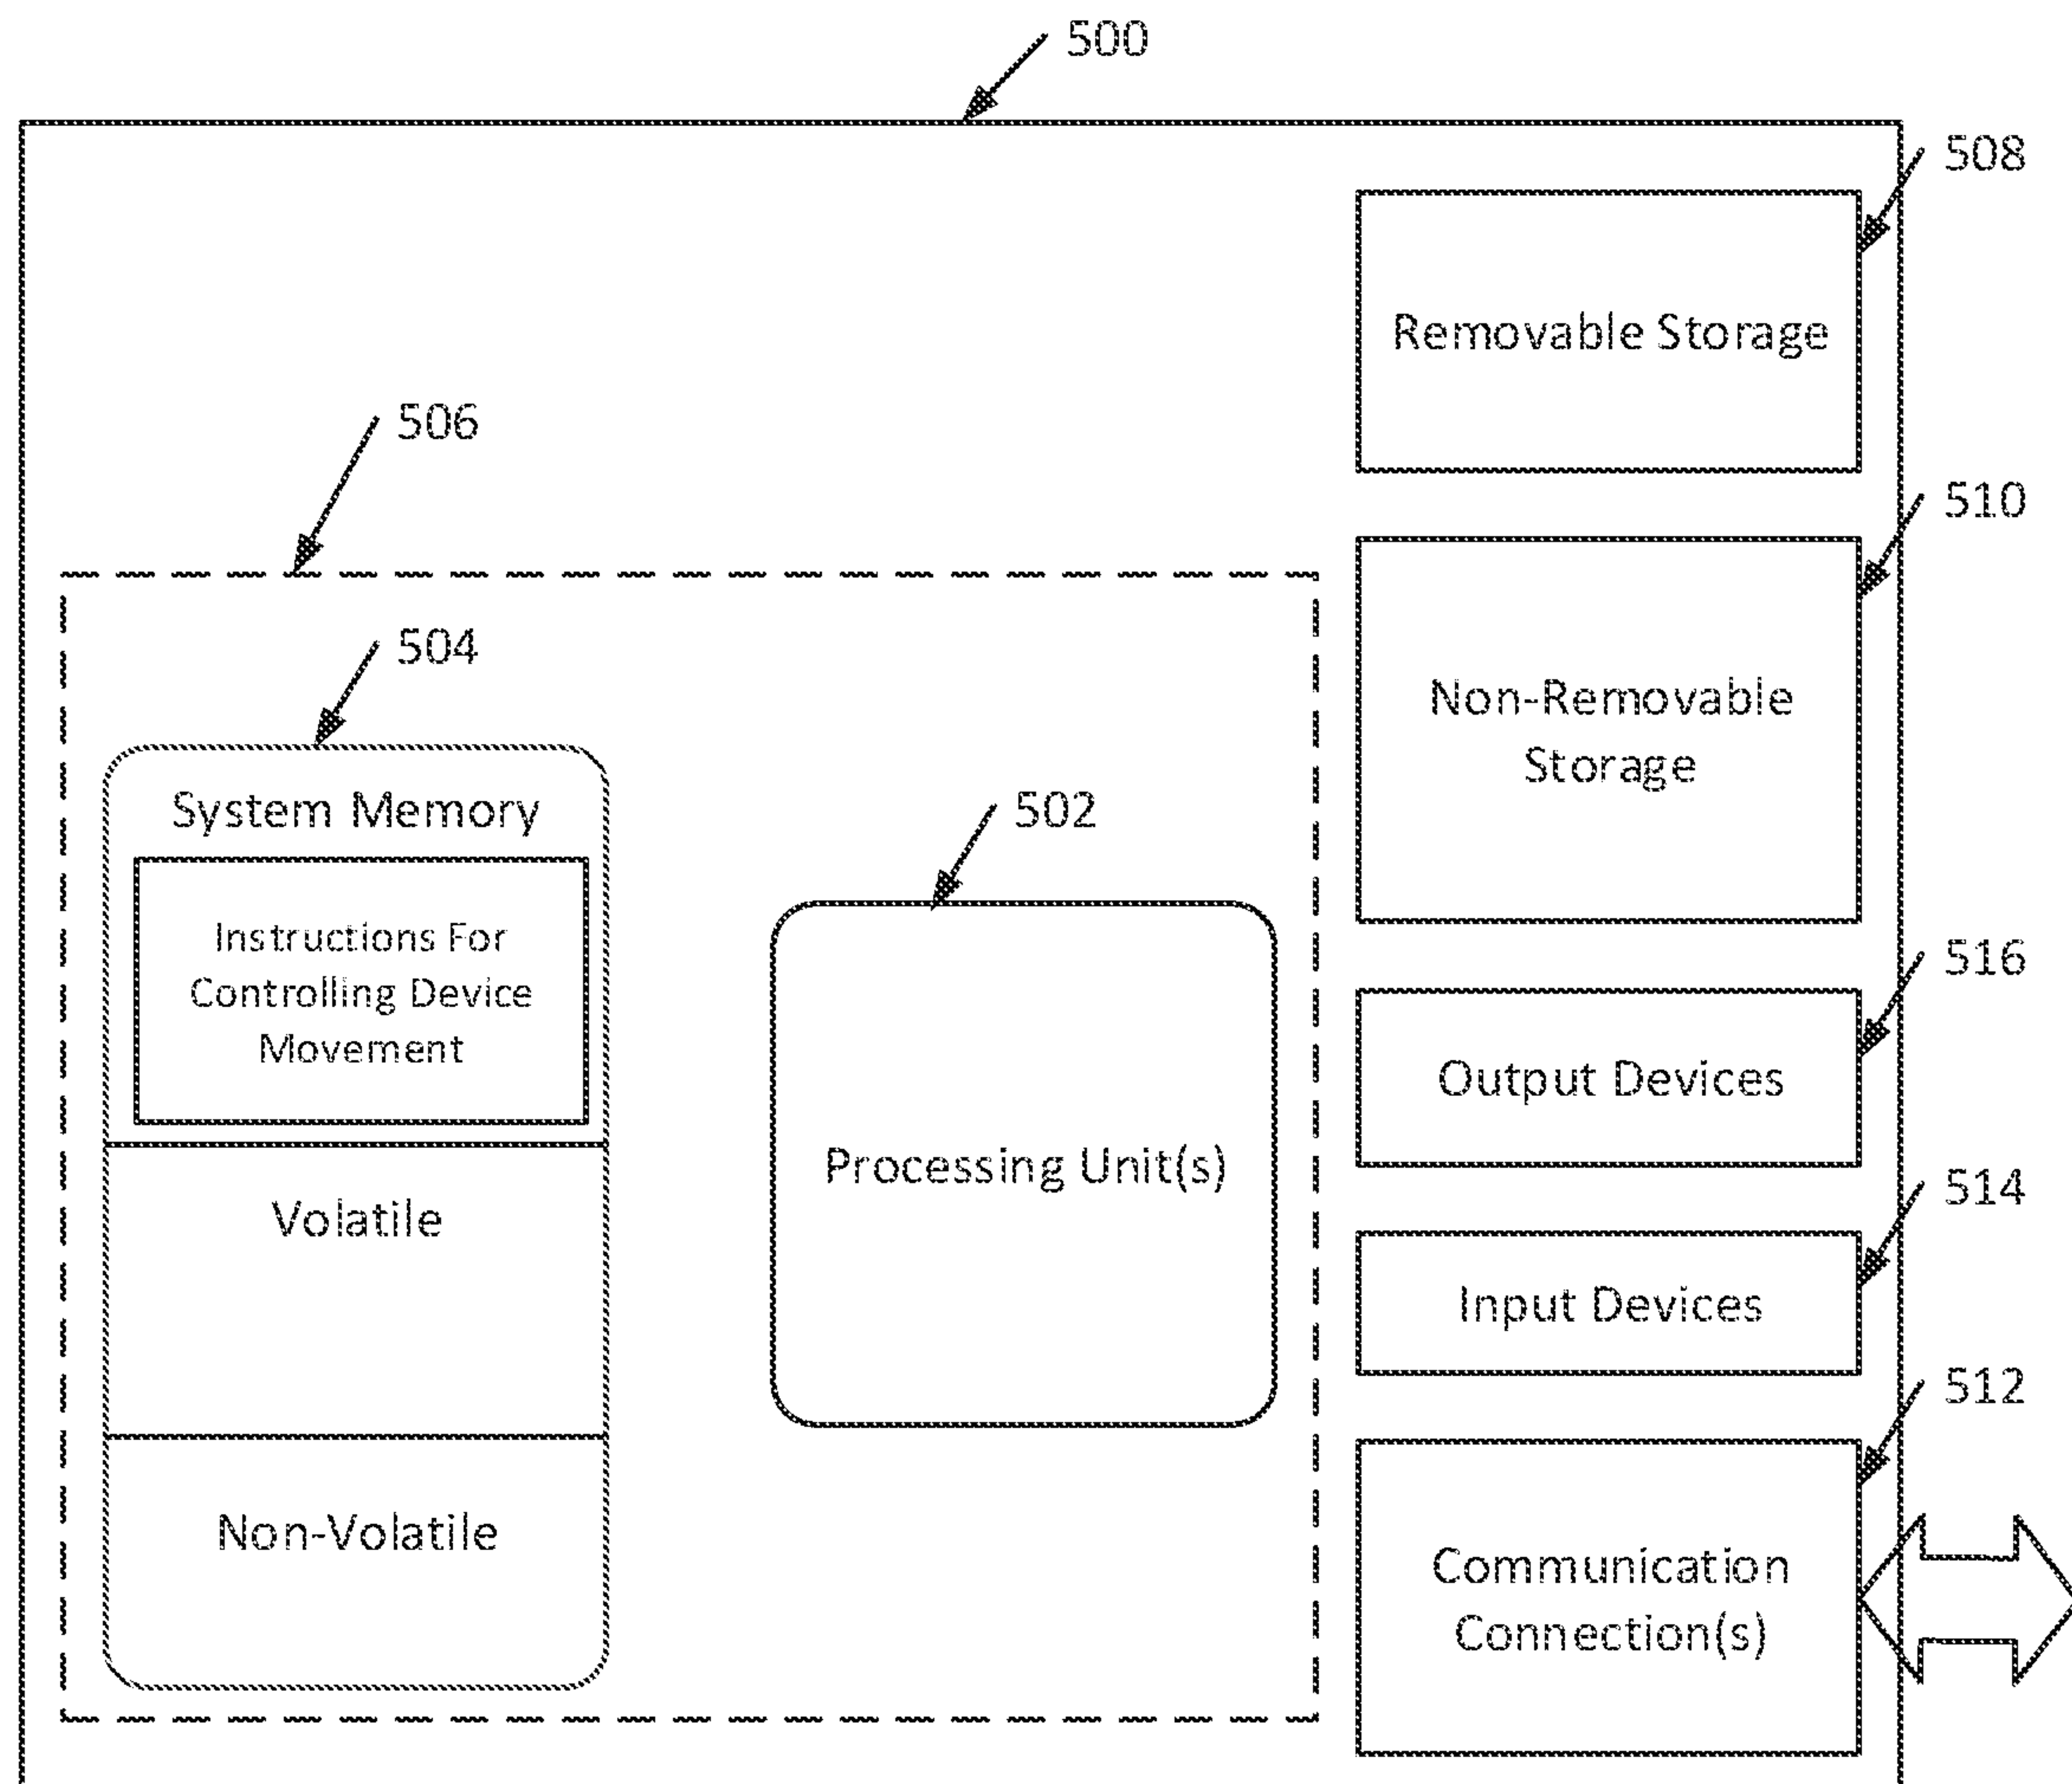 500
508
Removable Storage
506
510
504
Non-Removable
Storage
System Memory
502
Instructions For
Controlling Device
Movement
516
Output Devices
Processing Unit(s)
514
Volatile
Input Devices
512
Non-Volatile
Communication
Connection(s)